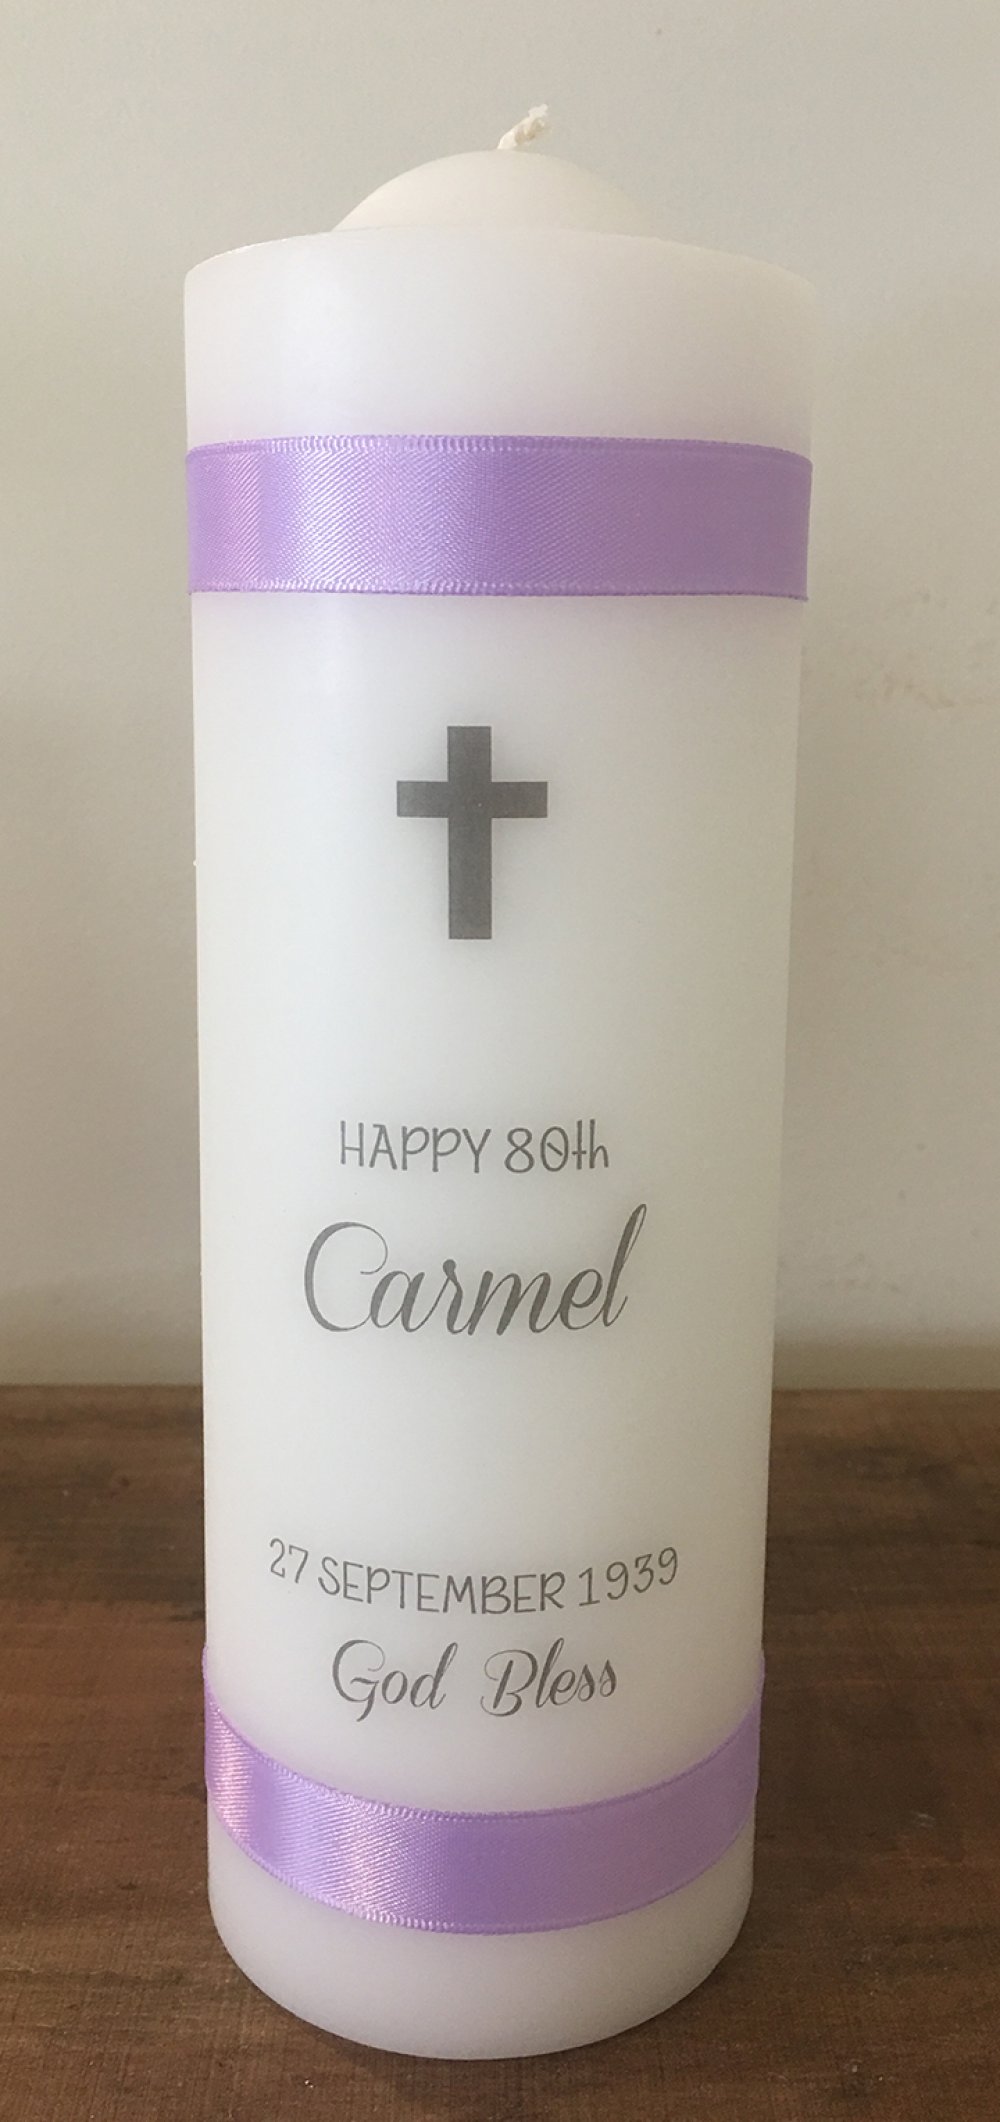 HAPPY 80th
Carmel
27 SEPTEMBER 1939
God Bless